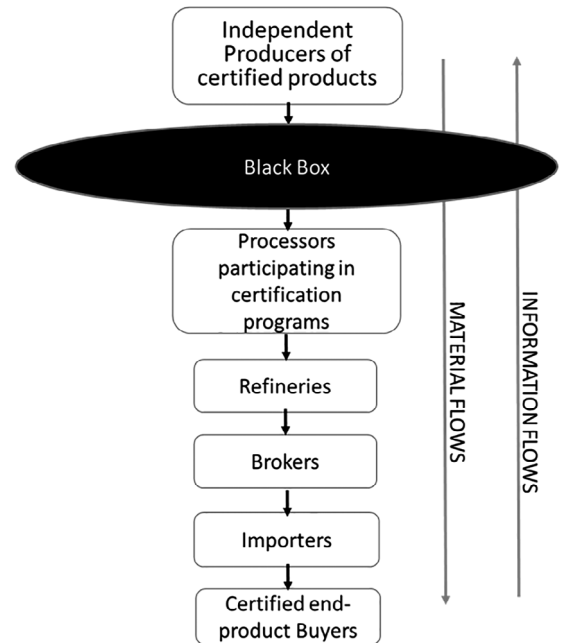 Independent
Producers of
certified products
Black Box
Processors
participating in
certification
programs
Refineries
Brokers
Importers
Certified end-
product Buyers
MATERIAL FLOWS
INFORMATION FLOWS